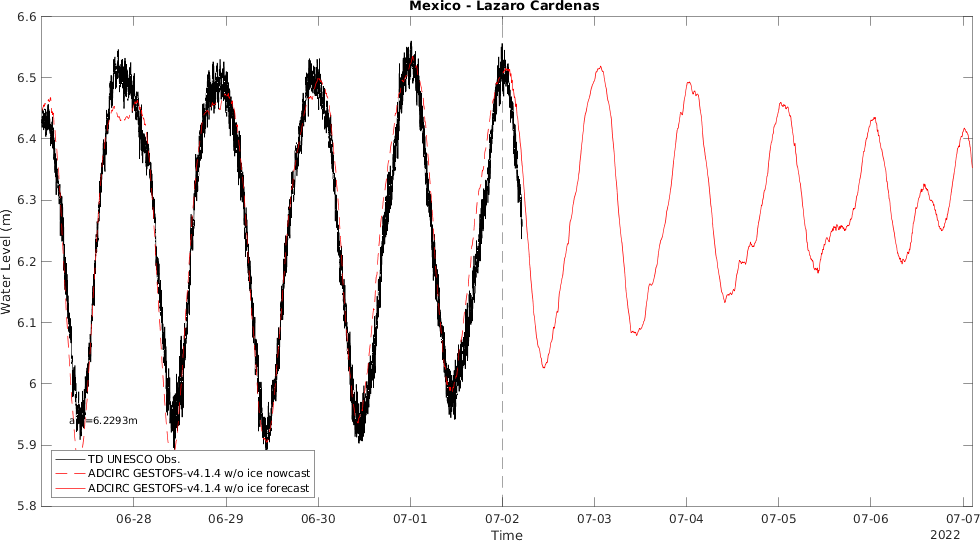 Mexico - Lazaro Cardenas
6.6
6.5
6.4
6.3
6.2
6.1
6
5.9
5.8
Water Level (m)
=6.2293m
TD UNESCO Obs.
ADCIRC GESTOFS-v4.1.4 w/o ice nowcast
ADCIRC GESTOFS-v4.1.4 w/o ice forecast
06-28 06-29 06-30 07-01 07-02 07-03 07-04 07-05 07-06 07-07
Time
2022